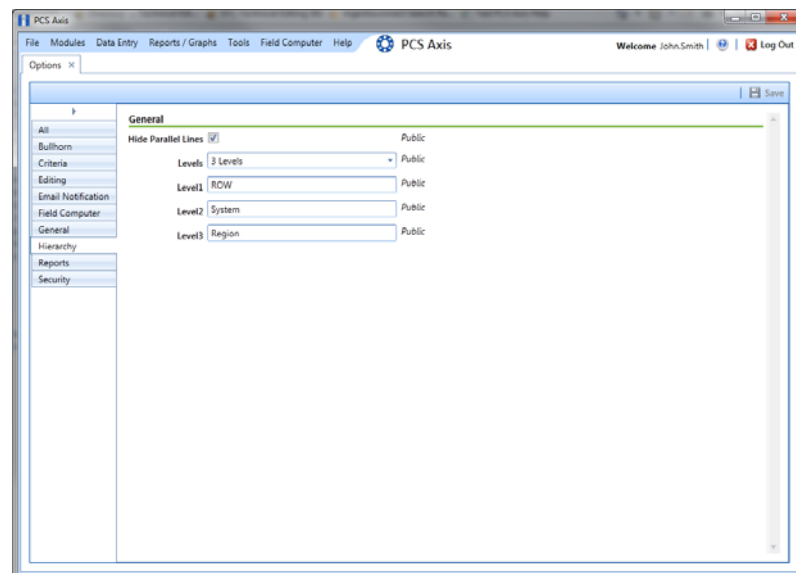 PCS Axis
File Modules Data Entry Reports / Graphs Tools Field Computer Help PCS Axis Welcome John.Smith | | Log Out
Options ×
| Save
General
Hide Parallel Lines Public
Levels 3 Levels Public
Level1 ROW Public
Level2 System Public
Level3 Region Public
All
Bullhorn
Criteria
Editing
Email Notification
Field Computer
General
Hierarchy
Reports
Security